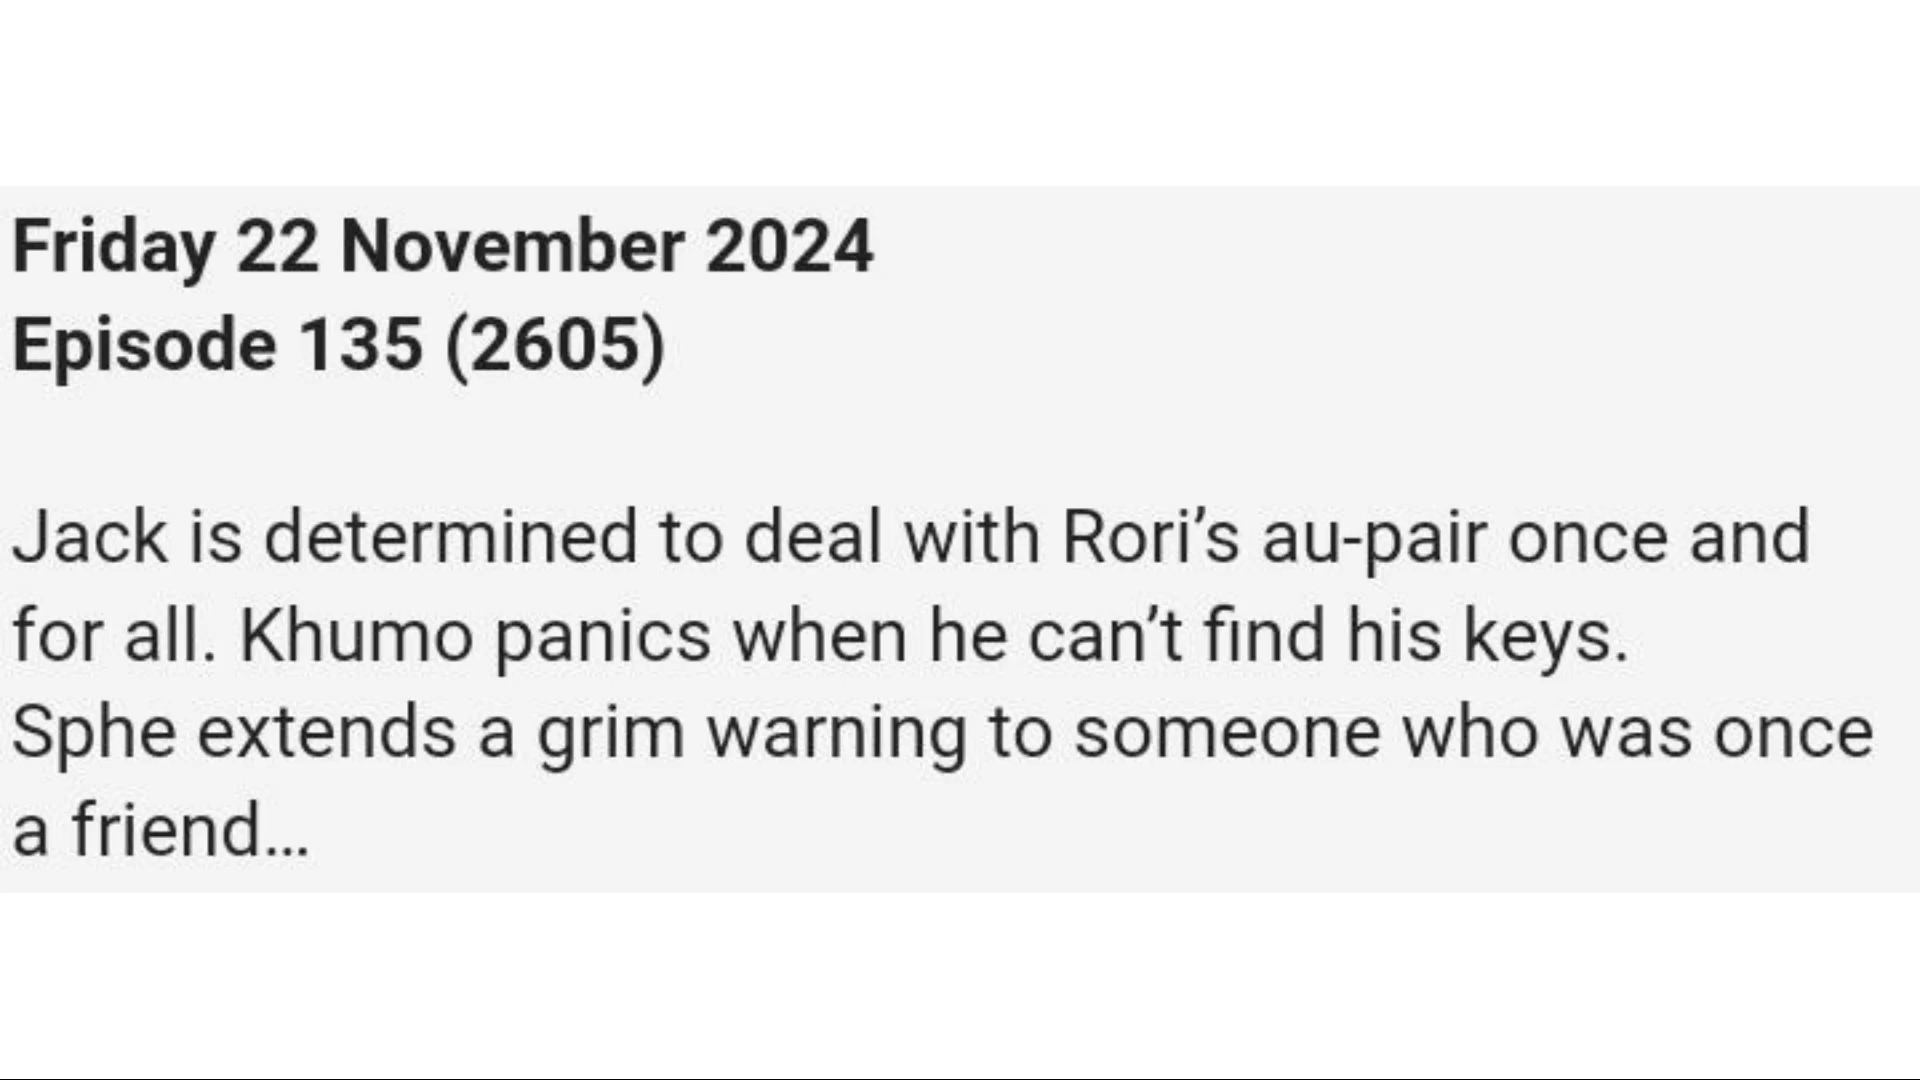 Friday 22 November 2024
Episode 135 (2605)
Jack is determined to deal with Rori’s au-pair once and
for all. Khumo panics when he can’t find his keys.
Sphe extends a grim warning to someone who was once
a friend…